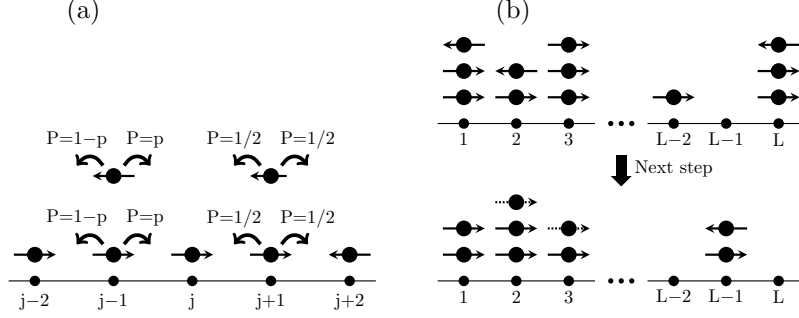 (a)
P=1−p P=p P=1/2 P=1/2
P=1−p P=p P=1/2 P=1/2
j−2 j−1 j j+1 j+2
(b)
1 2 3 ••• L−2 L−1 L
Next step
1 2 3 ••• L−2 L−1 L